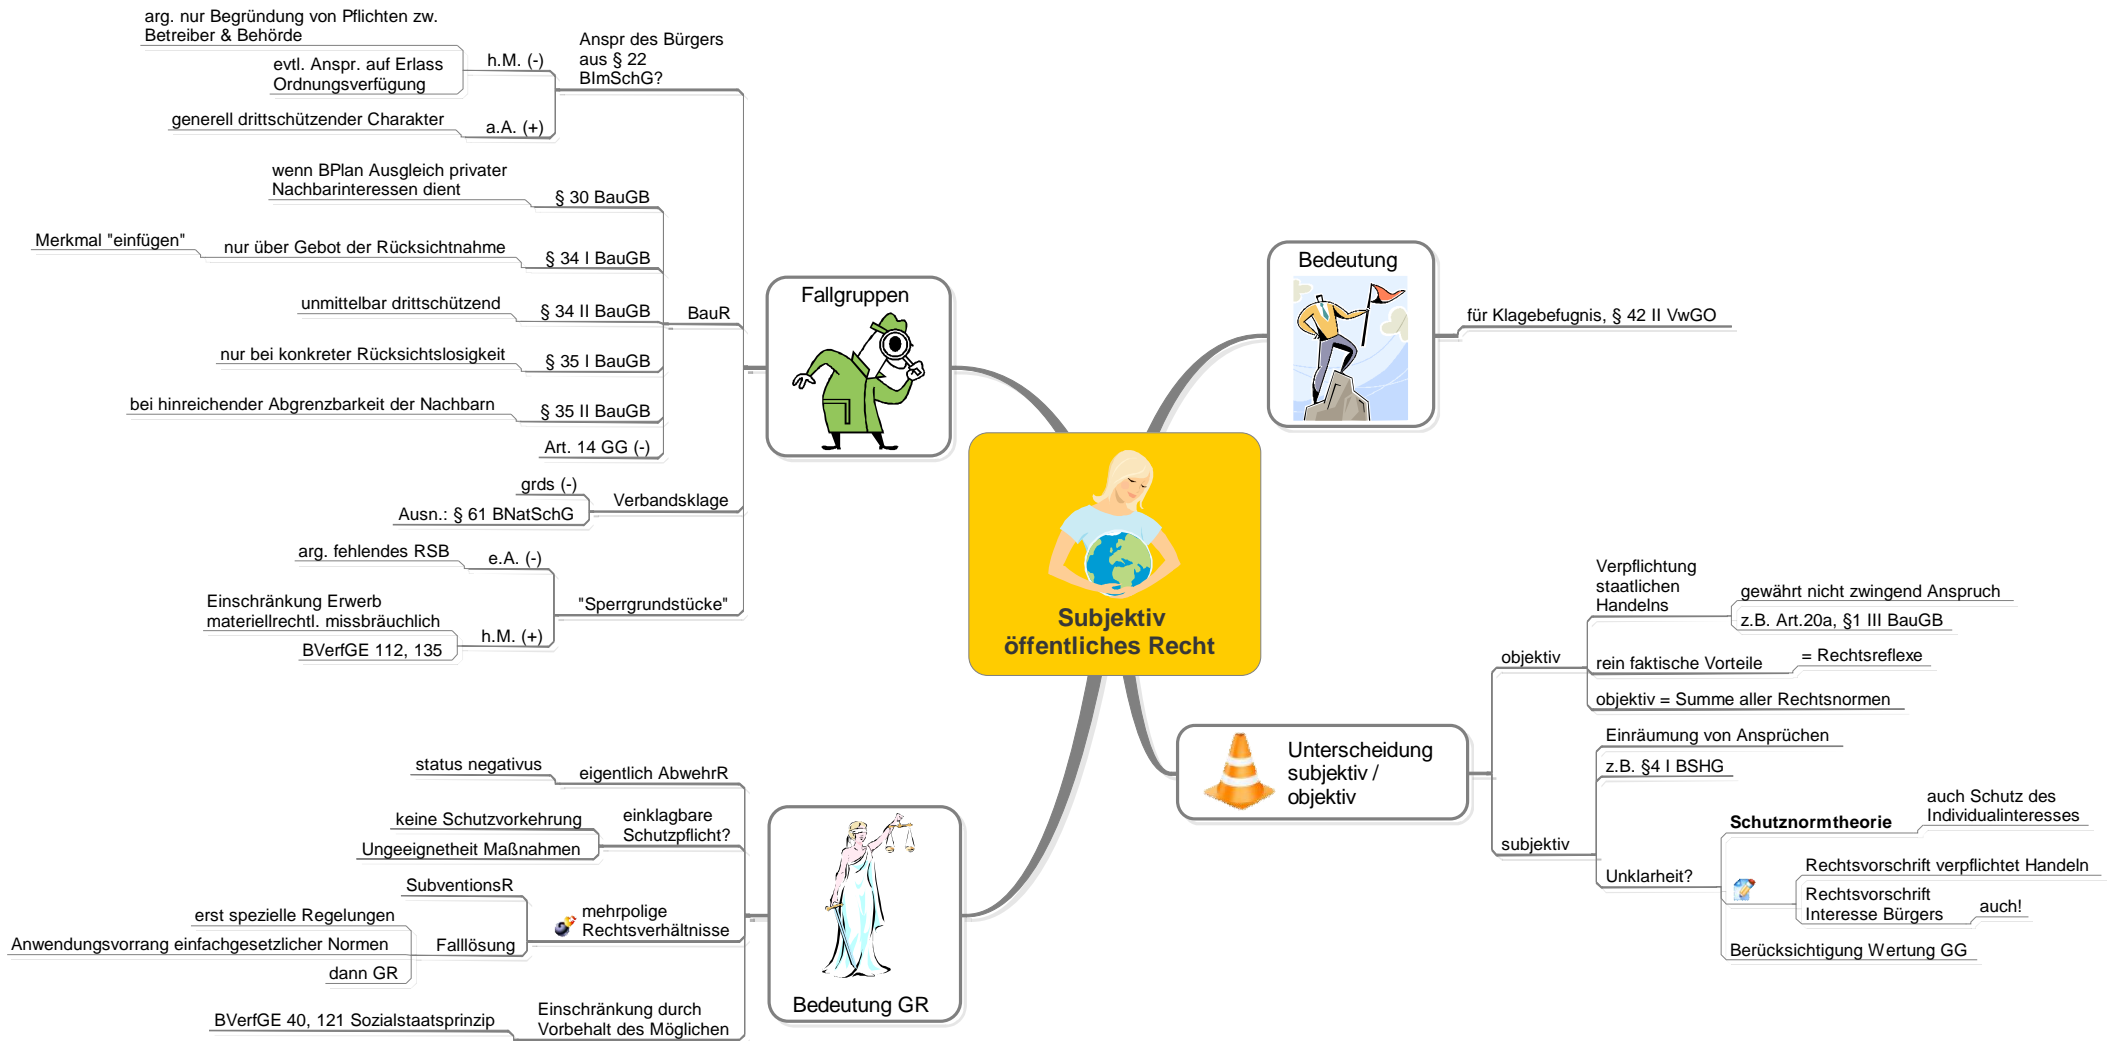 Subjektiv
öffentliches Recht
Bedeutung
für Klagebefugnis, § 42 II VwGO
Unterscheidung
subjektiv /
objektiv
objektiv
Verpflichtung
staatlichen
Handelns
gewährt nicht zwingend Anspruch
z.B. Art.20a, §1 III BauGB
rein faktische Vorteile
= Rechtsreflexe
objektiv = Summe aller Rechtsnormen
subjektiv
Einräumung von Ansprüchen
z.B. §4 I BSHG
Unklarheit?
Schutznormtheorie
auch Schutz des
Individualinteresses
Rechtsvorschrift verpflichtet Handeln
Rechtsvorschrift
Interesse Bürgers
auch!
Berücksichtigung Wertung GG
Bedeutung GR
eigentlich AbwehrR
status negativus
einklagbare
Schutzpflicht?
keine Schutzvorkehrung
Ungeeignetheit Maßnahmen
mehrpolige
Rechtsverhältnisse
SubventionsR
Falllösung
erst spezielle Regelungen
Anwendungsvorrang einfachgesetzlicher Normen
dann GR
Einschränkung durch
Vorbehalt des Möglichen
BVerfGE 40, 121 Sozialstaatsprinzip
Fallgruppen
Anspr des Bürgers
aus § 22
BImSchG?
h.M. (-)
arg. nur Begründung von Pflichten zw.
Betreiber & Behörde
evtl. Anspr. auf Erlass
Ordnungsverfügung
a.A. (+)
generell drittschützender Charakter
BauR
§ 30 BauGB
wenn BPlan Ausgleich privater
Nachbarinteressen dient
§ 34 I BauGB
nur über Gebot der Rücksichtnahme
Merkmal "einfügen"
§ 34 II BauGB
unmittelbar drittschützend
§ 35 I BauGB
nur bei konkreter Rücksichtslosigkeit
§ 35 II BauGB
bei hinreichender Abgrenzbarkeit der Nachbarn
Art. 14 GG (-)
Verbandsklage
grds (-)
Ausn.: § 61 BNatSchG
"Sperrgrundstücke"
e.A. (-)
arg. fehlendes RSB
h.M. (+)
Einschränkung Erwerb
materiellrechtl. missbräuchlich
BVerfGE 112, 135